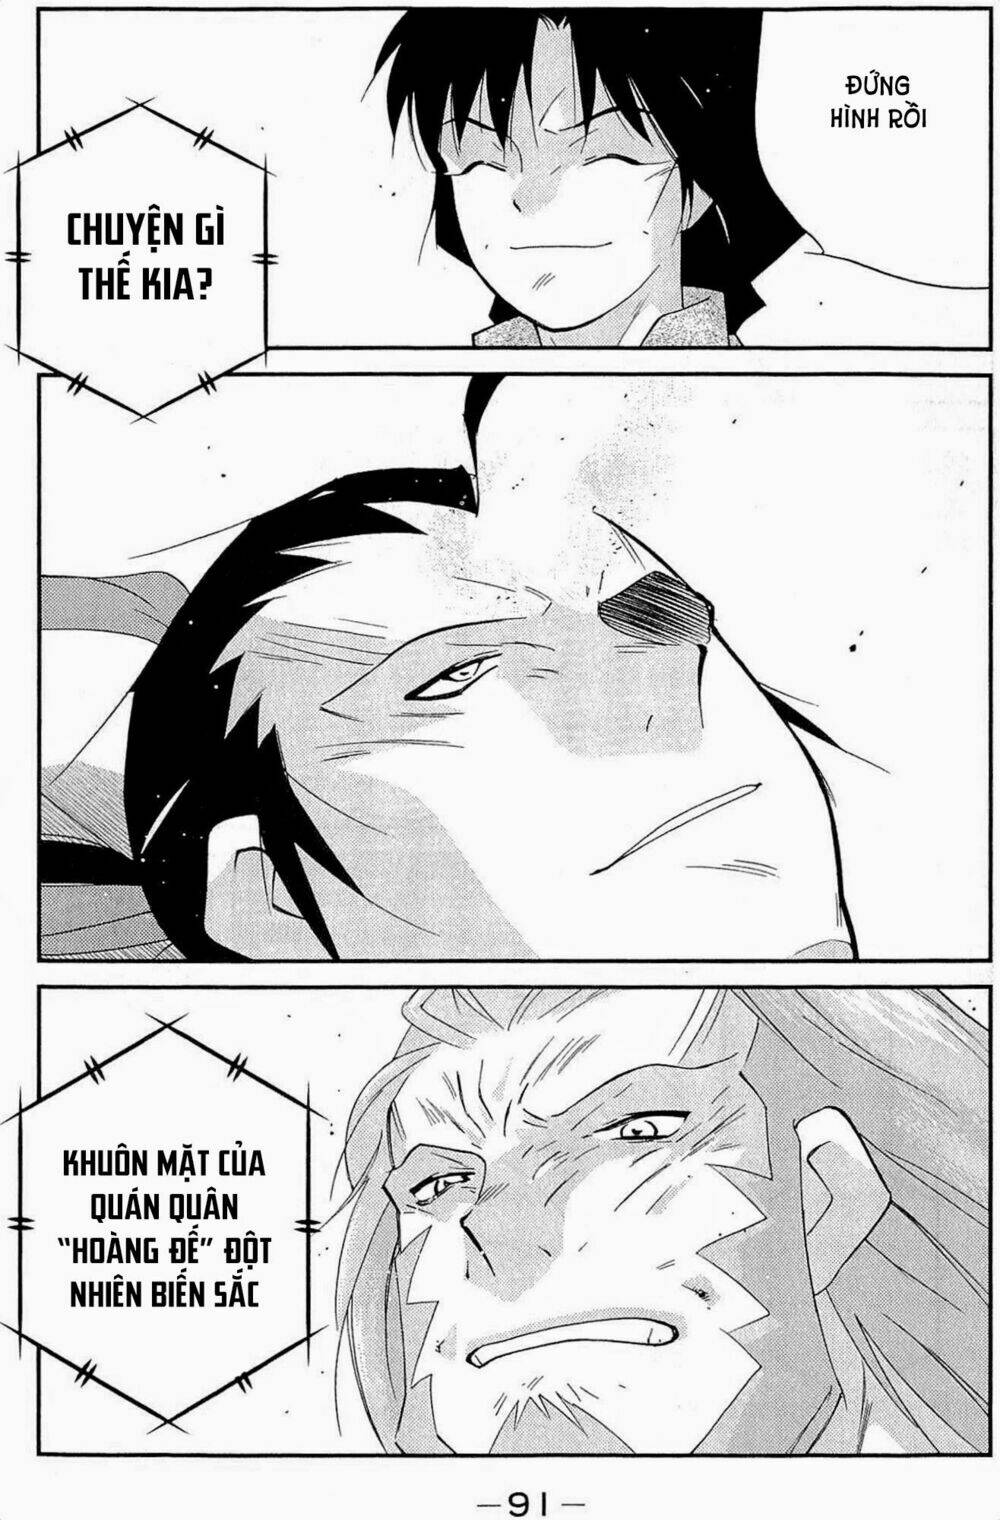 ĐỨNG
HÌNH RỒI
CHUYỆN GÌ
THẾ KIA?
KHUÔN MẶT CỦA
QUÁN QUÂN
“HOÀNG ĐẾ” ĐỘT
NHIÊN BIẾN SẮC
—91—